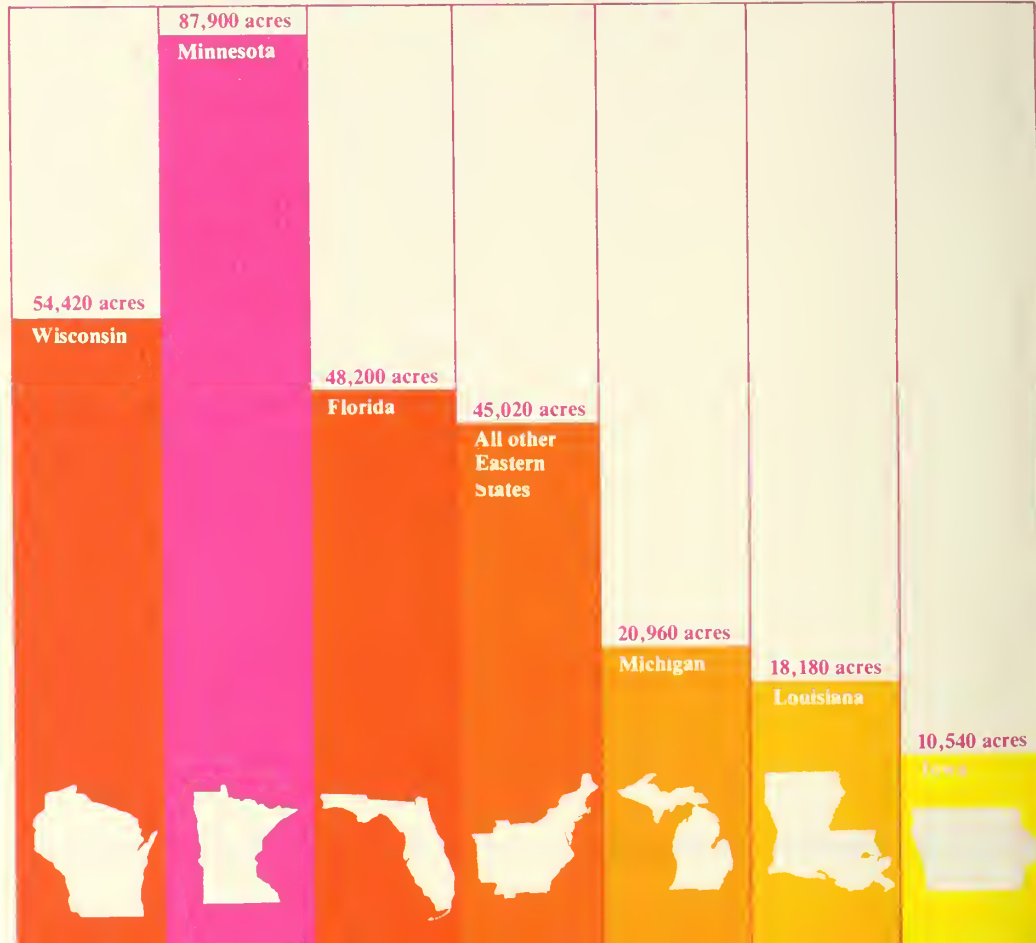 87,900 acres
Minnesota
54,420 acres
Wisconsin
48,200 acres
Florida
45,020 acres
All other
Eastern
States
20,960 acres
Michigan
18,180 acres
Louisiana
10,540 acres
Iowa